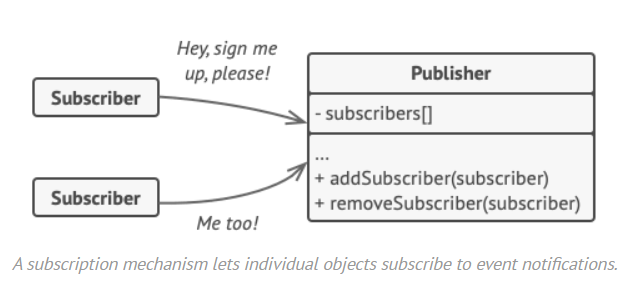 Hey, sign me
up, please!
Subscriber
Publisher
- subscribers[]
...
+ addSubscriber(subscriber)
+ removeSubscriber(subscriber)
Subscriber
Me too!
A subscription mechanism lets individual objects subscribe to event notifications.